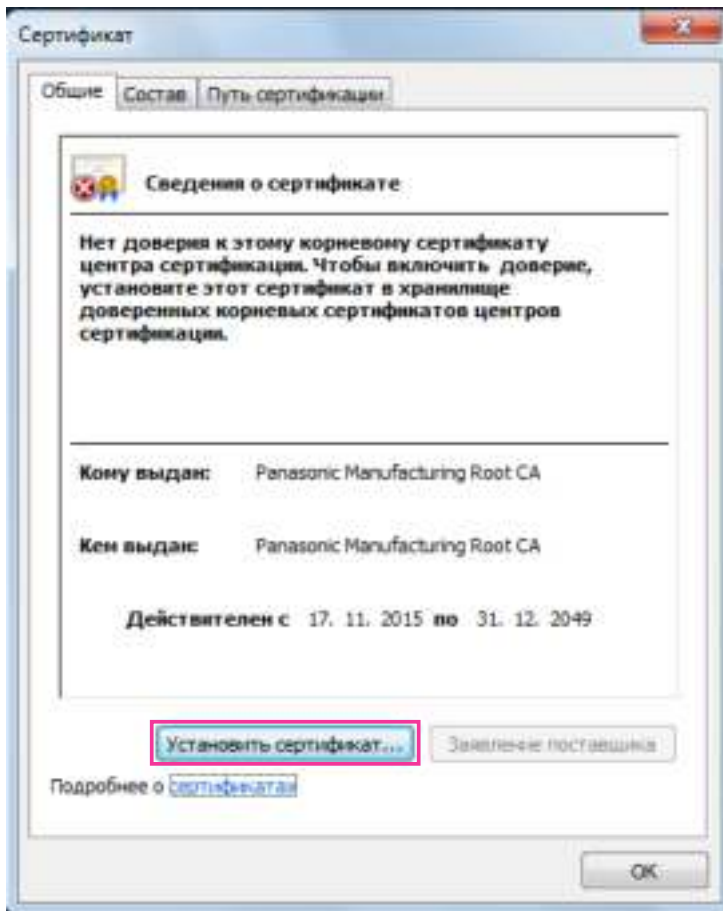 Сертификат
Общие Состав Путь сертификации
Сведения о сертификате
Нет доверия к этому корневому сертификату
центра сертификации. Чтобы включить доверие,
установите этот сертификат в хранилище
доверенных корневых сертификатов центров
сертификации.
Кому выдан: Panasonic Manufacturing Root CA
Кем выдан: Panasonic Manufacturing Root CA
Действителен с 17. 11. 2015 по 31. 12. 2049
Установить сертификат... Заявление поставщика
Подробнее о сертификатах
OK